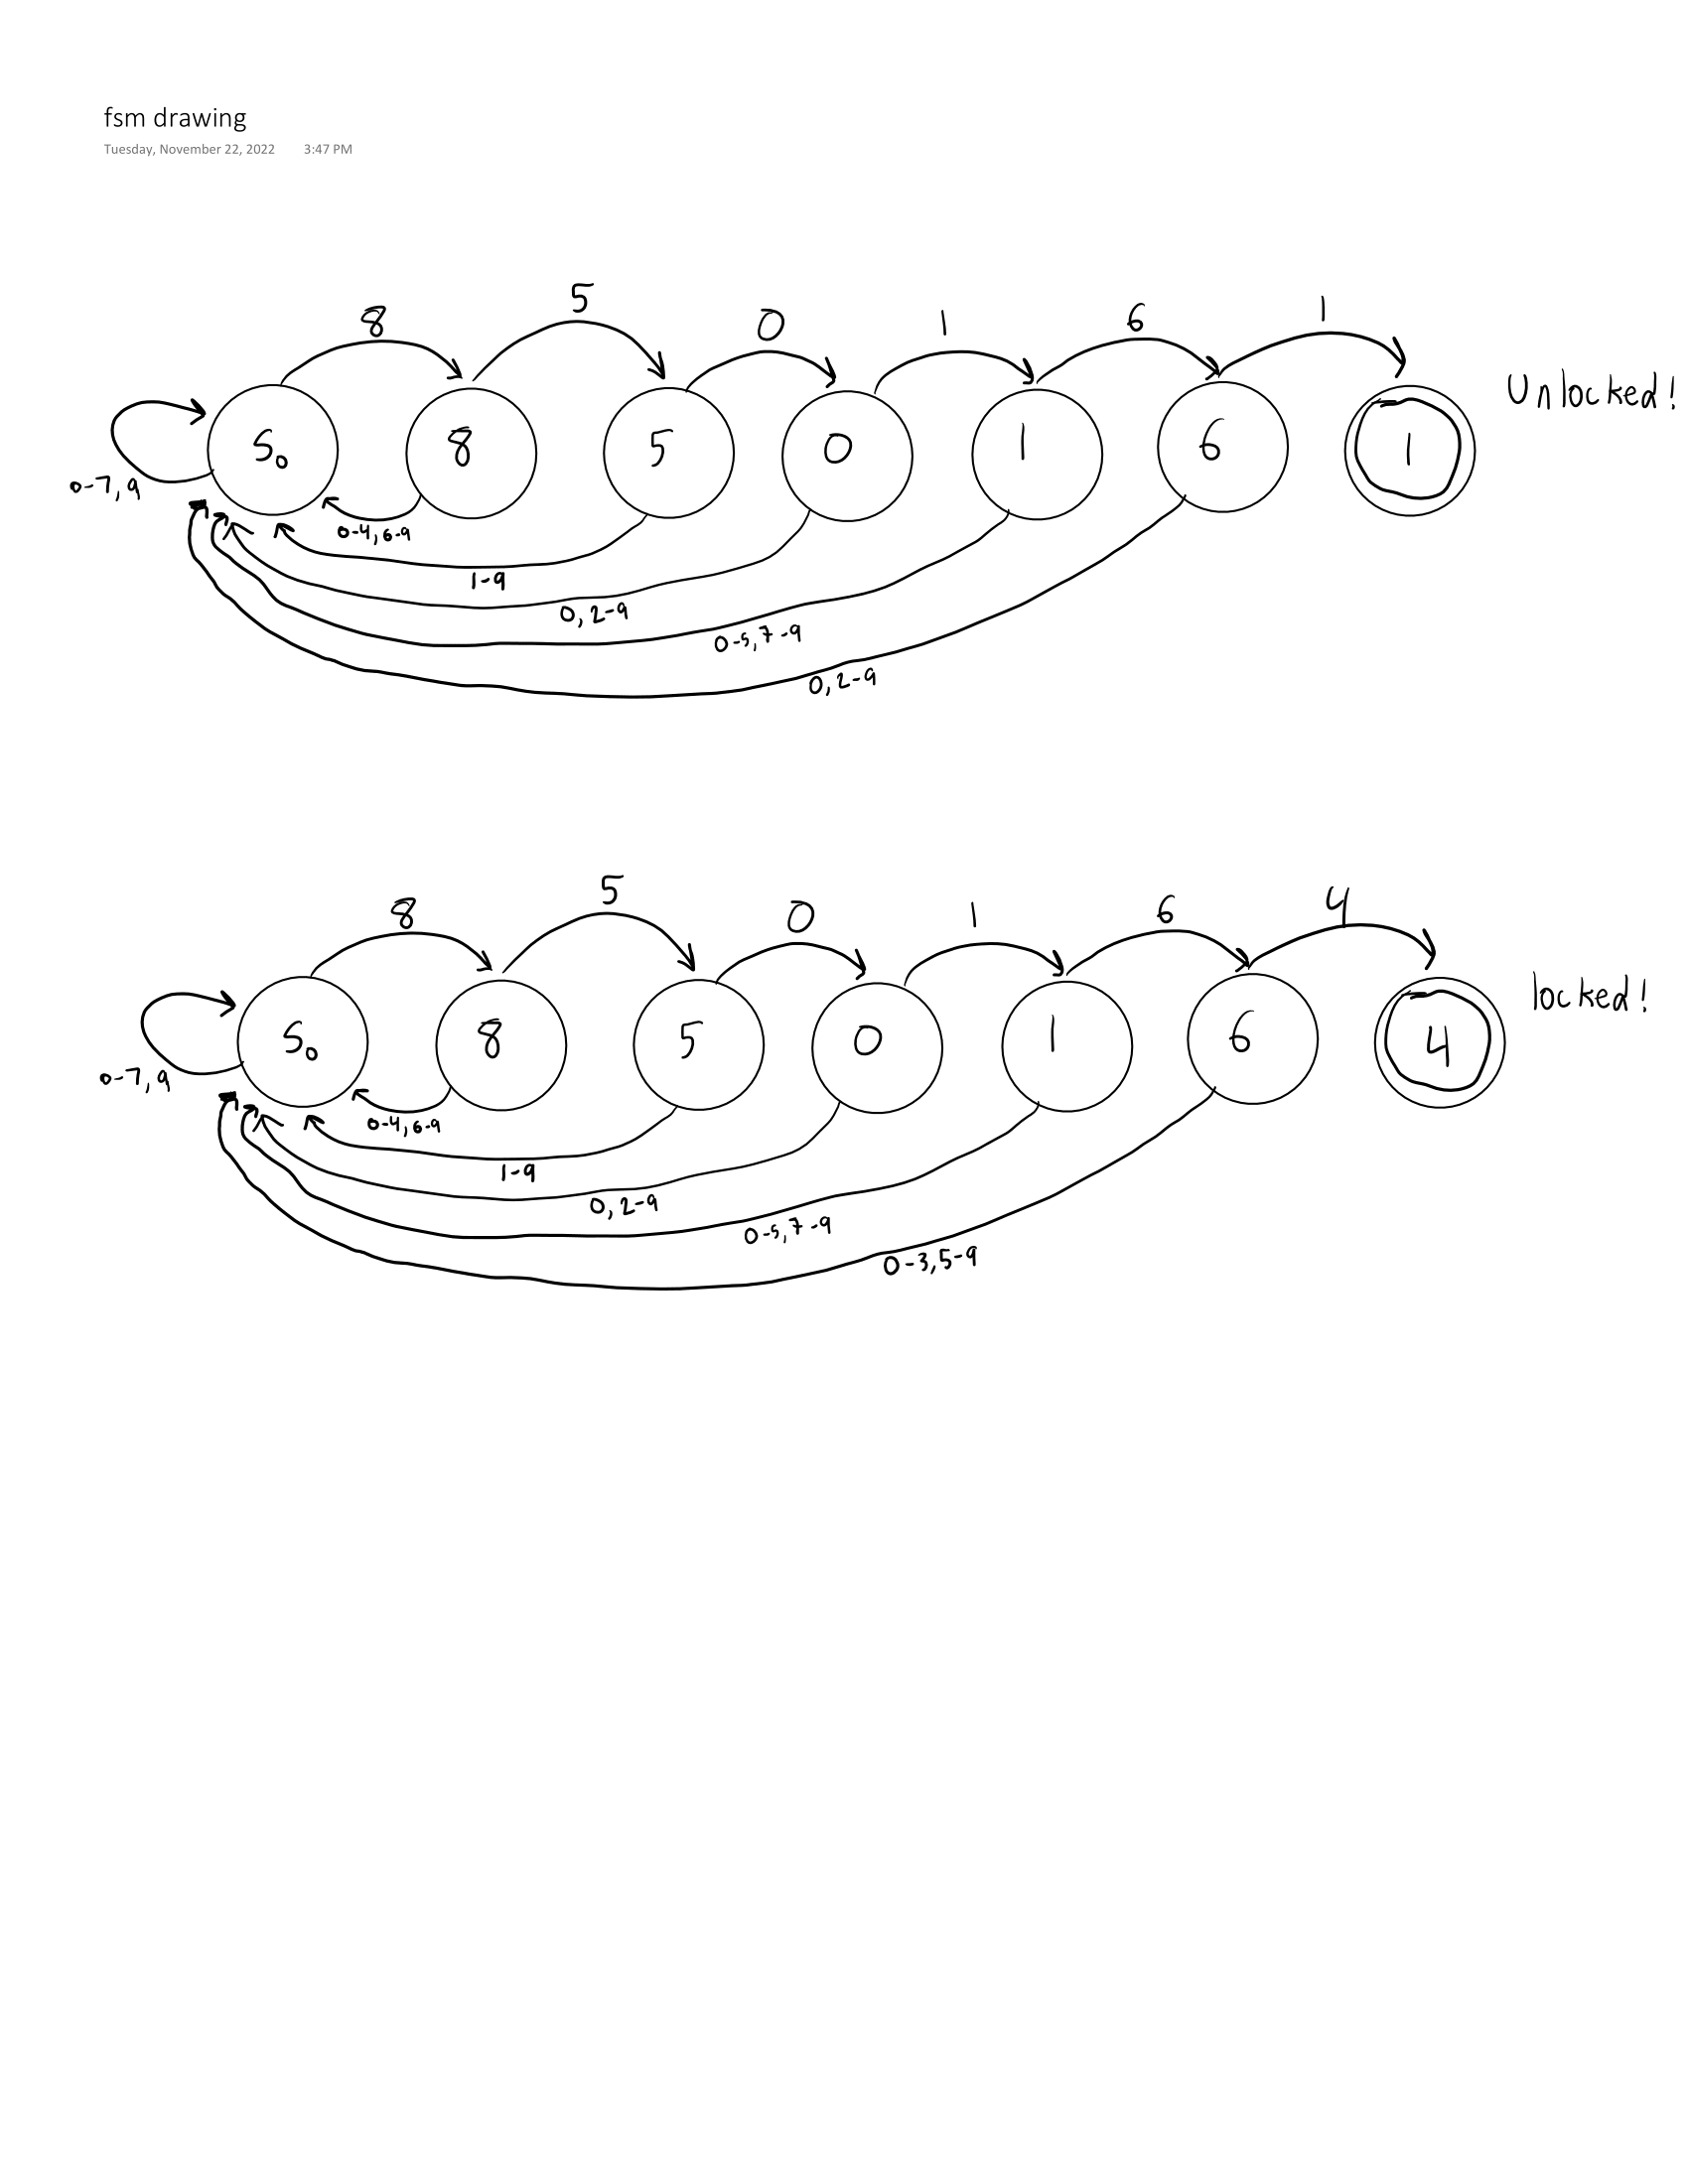 fsm drawing
Tuesday, November 22, 2022 3:47 PM
8 5 0 1 6 1
Unlocked!
S0 8 5 0 1 6 1
0-7, 9
0-4, 6-9
1-9
0, 2-9
0-5, 7-9
0, 2-9
8 5 0 1 6 4
locked!
S0 8 5 0 1 6 4
0-7, 9
0-4, 6-9
1-9
0, 2-9
0-5, 7-9
0-3, 5-9